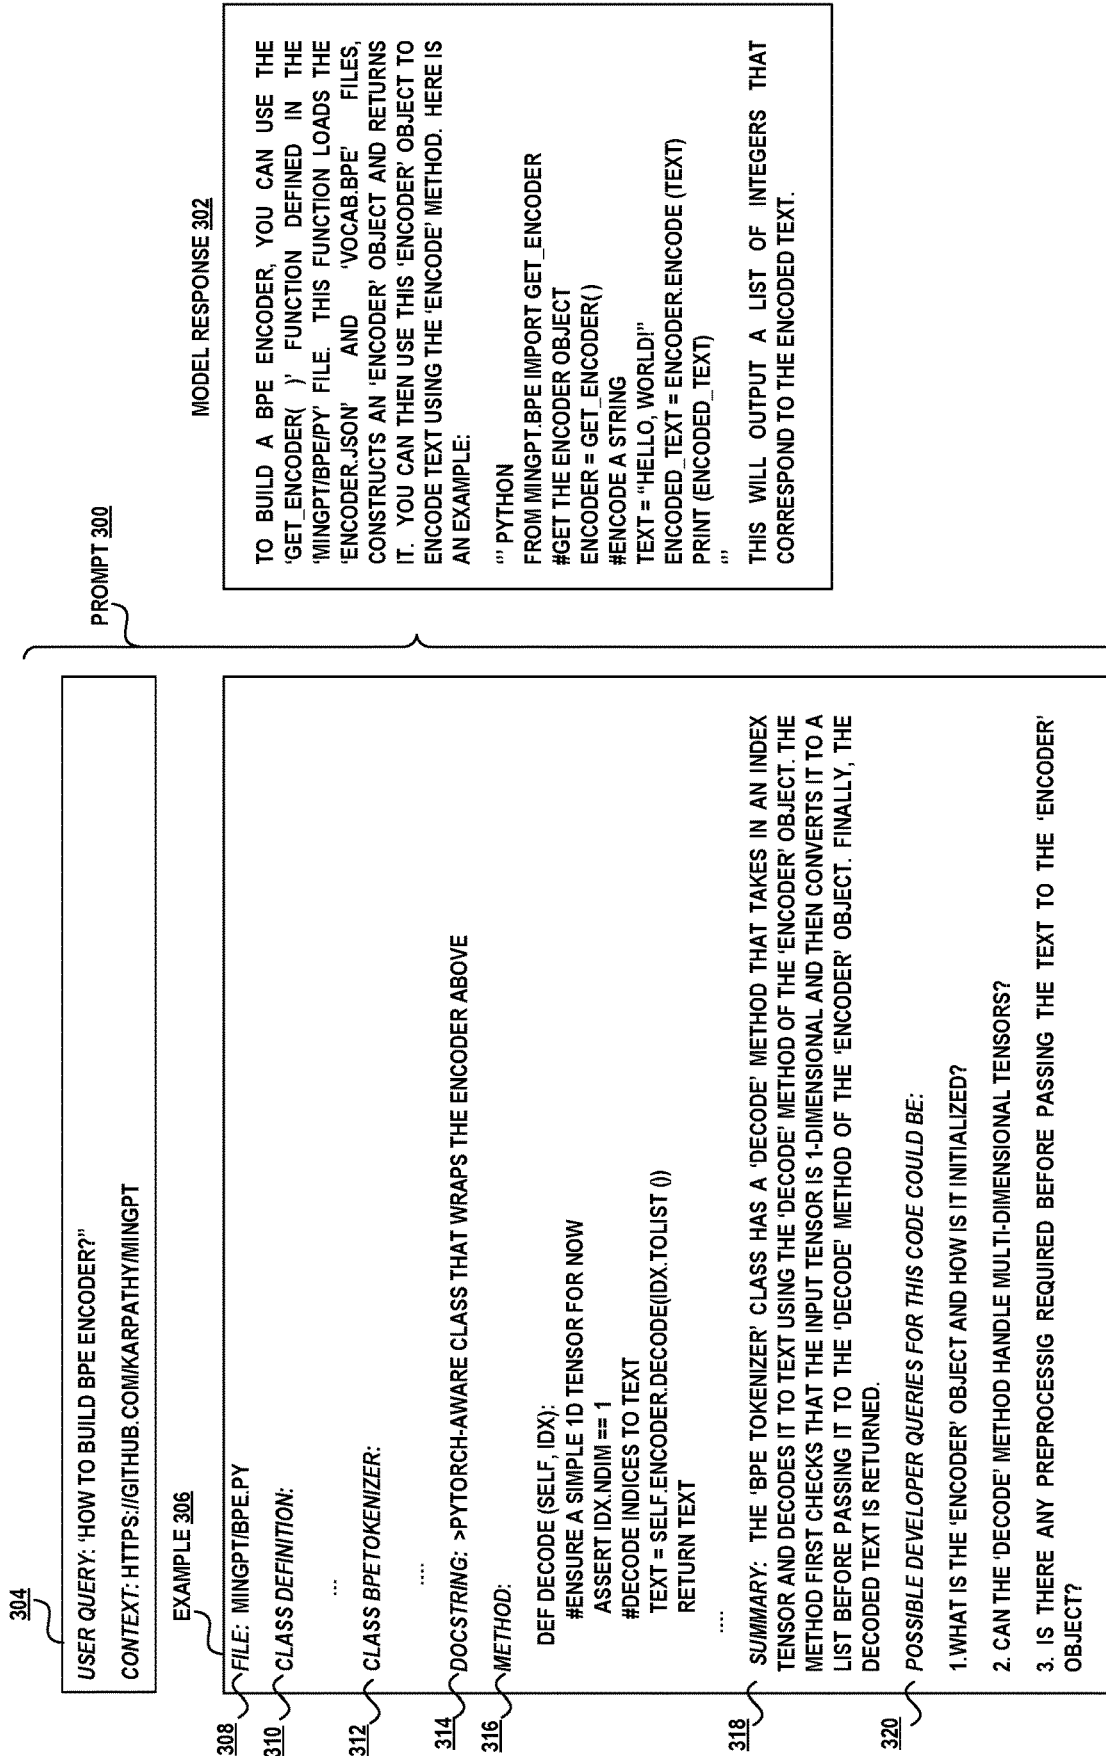 304
USER QUERY: 'HOW TO BUILD BPE ENCODER?"
CONTEXT: HTTPS://GITHUB.COM/KARPATHY/MINGPT
PROMPT 300
EXAMPLE 306
308
FILE: MINGPT/BPE.PY
310
CLASS DEFINITION:
...
312
CLASS BPETOKENIZER:
....
314
DOCSTRING: >PYTORCH-AWARE CLASS THAT WRAPS THE ENCODER ABOVE
316
METHOD:
DEF DECODE (SELF, IDX):
#ENSURE A SIMPLE 1D TENSOR FOR NOW
ASSERT IDX.NDIM == 1
#DECODE INDICES TO TEXT
TEXT = SELF.ENCODER.DECODE(IDX.TOLIST ())
RETURN TEXT
....
318
SUMMARY: THE 'BPE TOKENIZER' CLASS HAS A 'DECODE' METHOD THAT TAKES IN AN INDEX
TENSOR AND DECODES IT TO TEXT USING THE 'DECODE' METHOD OF THE 'ENCODER' OBJECT. THE
METHOD FIRST CHECKS THAT THE INPUT TENSOR IS 1-DIMENSIONAL AND THEN CONVERTS IT TO A
LIST BEFORE PASSING IT TO THE 'DECODE' METHOD OF THE 'ENCODER' OBJECT. FINALLY, THE
DECODED TEXT IS RETURNED.
320
POSSIBLE DEVELOPER QUERIES FOR THIS CODE COULD BE:
1.WHAT IS THE 'ENCODER' OBJECT AND HOW IS IT INITIALIZED?
2. CAN THE 'DECODE' METHOD HANDLE MULTI-DIMENSIONAL TENSORS?
3. IS THERE ANY PREPROCESSIG REQUIRED BEFORE PASSING THE TEXT TO THE 'ENCODER'
OBJECT?
MODEL RESPONSE 302
TO BUILD A BPE ENCODER, YOU CAN USE THE
'GET_ENCODER( )' FUNCTION DEFINED IN THE
'MINGPT/BPE/PY' FILE. THIS FUNCTION LOADS THE
'ENCODER.JSON' AND 'VOCAB.BPE' FILES,
CONSTRUCTS AN 'ENCODER' OBJECT AND RETURNS
IT. YOU CAN THEN USE THIS 'ENCODER' OBJECT TO
ENCODE TEXT USING THE 'ENCODE' METHOD. HERE IS
AN EXAMPLE:
"' PYTHON
FROM MINGPT.BPE IMPORT GET_ENCODER
#GET THE ENCODER OBJECT
ENCODER = GET_ENCODER( )
#ENCODE A STRING
TEXT = "HELLO, WORLD!"
ENCODED_TEXT = ENCODER.ENCODE (TEXT)
PRINT (ENCODED_TEXT)
"'
THIS WILL OUTPUT A LIST OF INTEGERS THAT
CORRESPOND TO THE ENCODED TEXT.